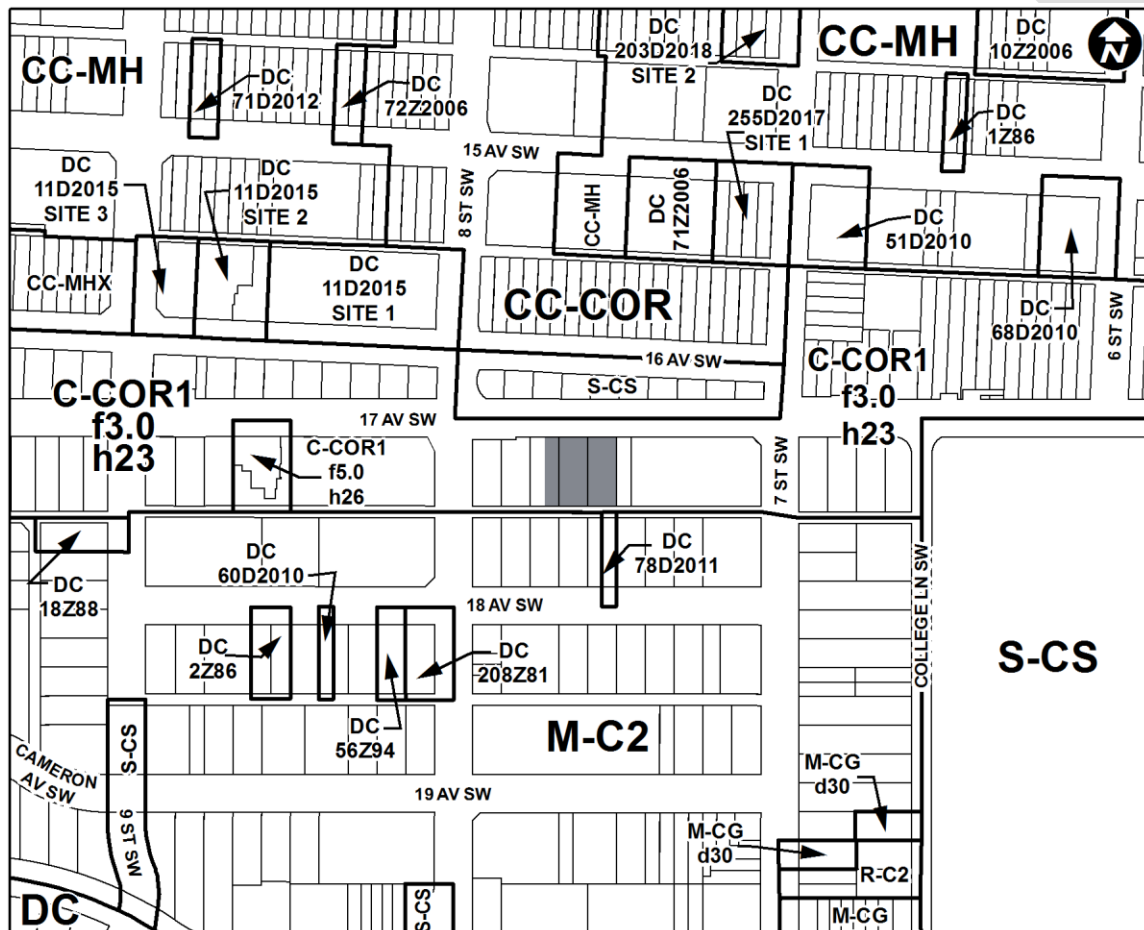 CC-MH
DC
71D2012
DC
72Z2006
DC
203D2018
SITE 2
CC-MH
DC
10Z2006
N
DC
255D2017
SITE 1
DC
1Z86
15 AV SW
8 ST SW
DC
11D2015
SITE 3
DC
11D2015
SITE 2
CC-MH
DC
71Z2006
DC
51D2010
CC-MHX
DC
11D2015
SITE 1
CC-COR
DC
68D2010
6 ST SW
16 AV SW
S-CS
C-COR1
f3.0
h23
C-COR1
f3.0
h23
17 AV SW
C-COR1
f5.0
h26
7 ST SW
DC
18Z88
DC
60D2010
DC
78D2011
18 AV SW
COLLEGE LN SW
S-CS
DC
2Z86
DC
208Z81
DC
56Z94
M-C2
S-CS
CAMERON
AV SW
9 ST SW
19 AV SW
M-CG
d30
M-CG
d30
R-C2
M-CG
DC
S-CS